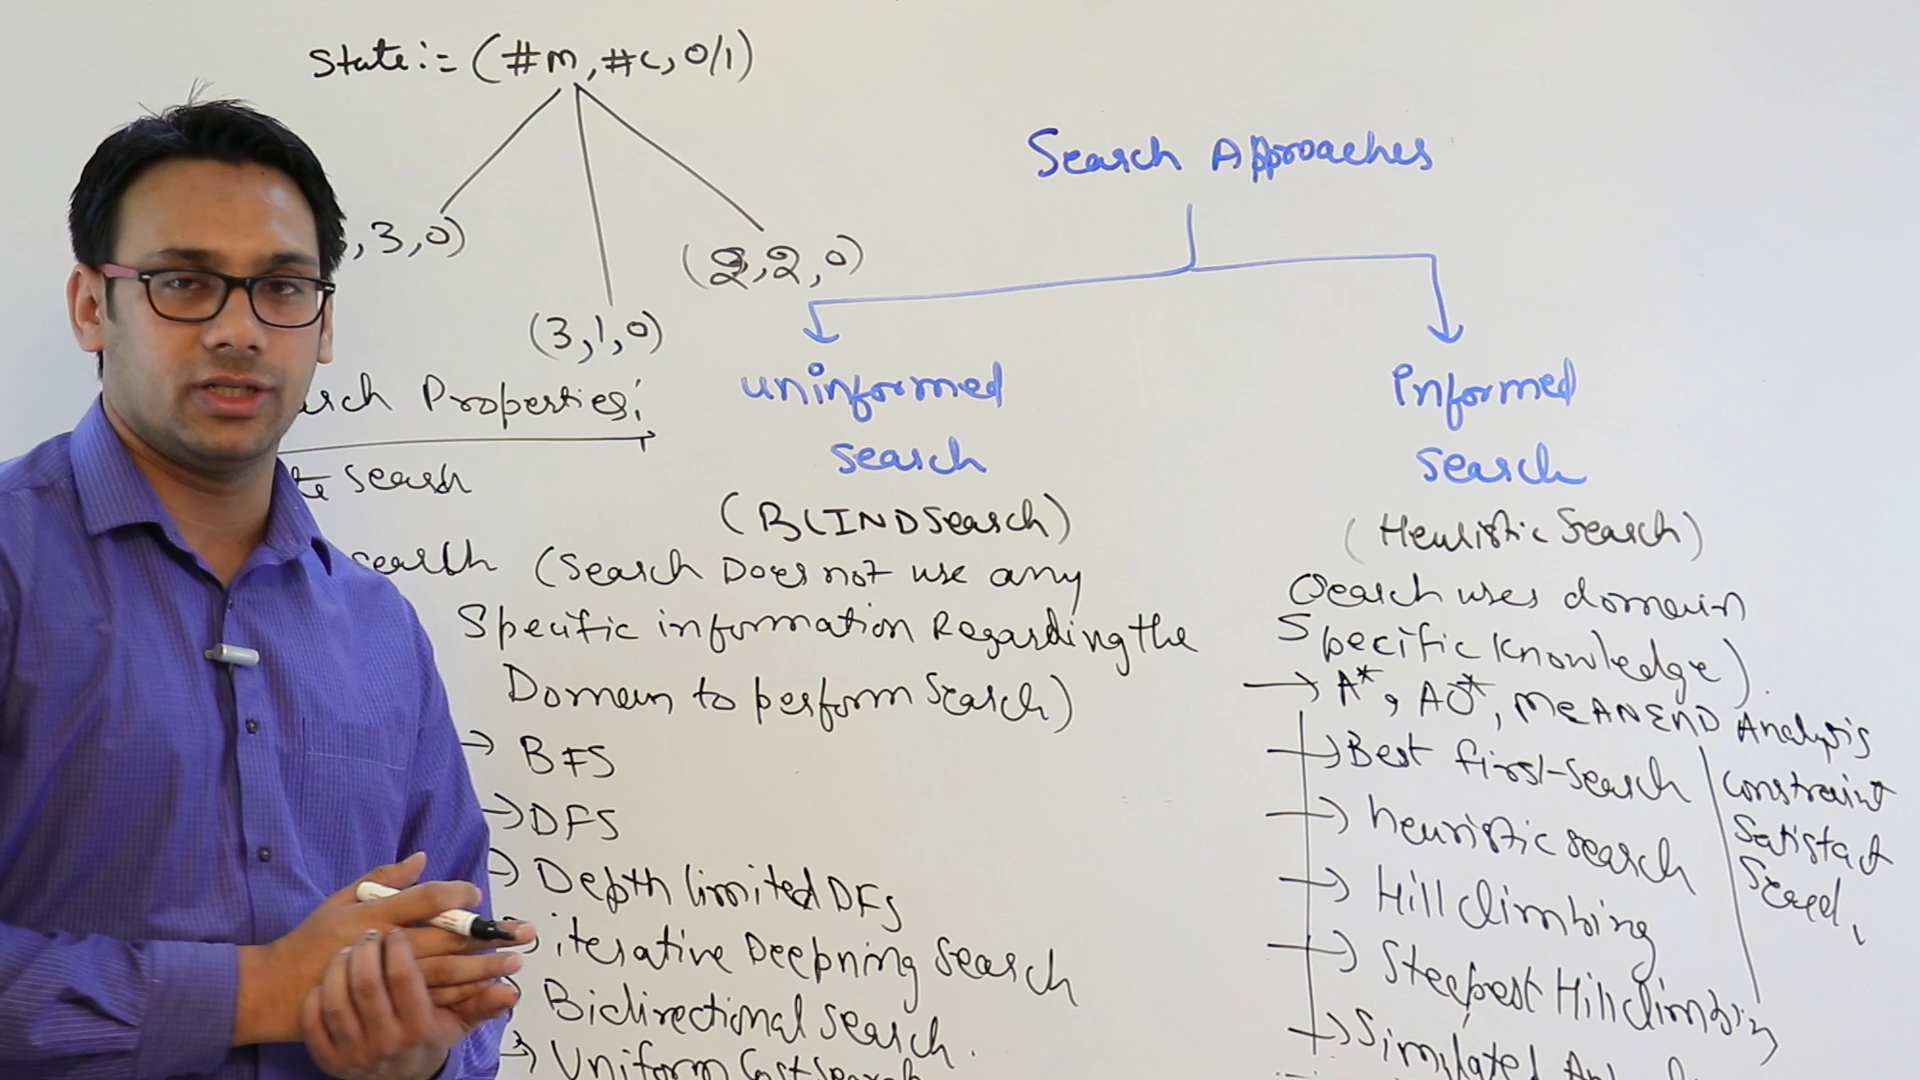 State:- (#m, #c, 0/1)
,3,0)
(3,1,0)
(2,2,0)
Properties:
Search
Search Approaches
uninformed
search
(BLIND Search)
(Search Does not use any
Specific information Regarding the
Domain to perform Search)
→ BFS
→ DFS
→ Depth limited DFS
iterative Deepning Search
Bidirectional Search.
→ Uniform Cost Search
Informed
search
(Heuristic Search)
(Search uses domain
Specific Knowledge).
→ A*, AO*, MEANEND Analysis
→ Best first-Search
→ heuristic search
→ Hill climbing
→ Steepest Hill climbing
→ Simulated
Constraint
Satisfact